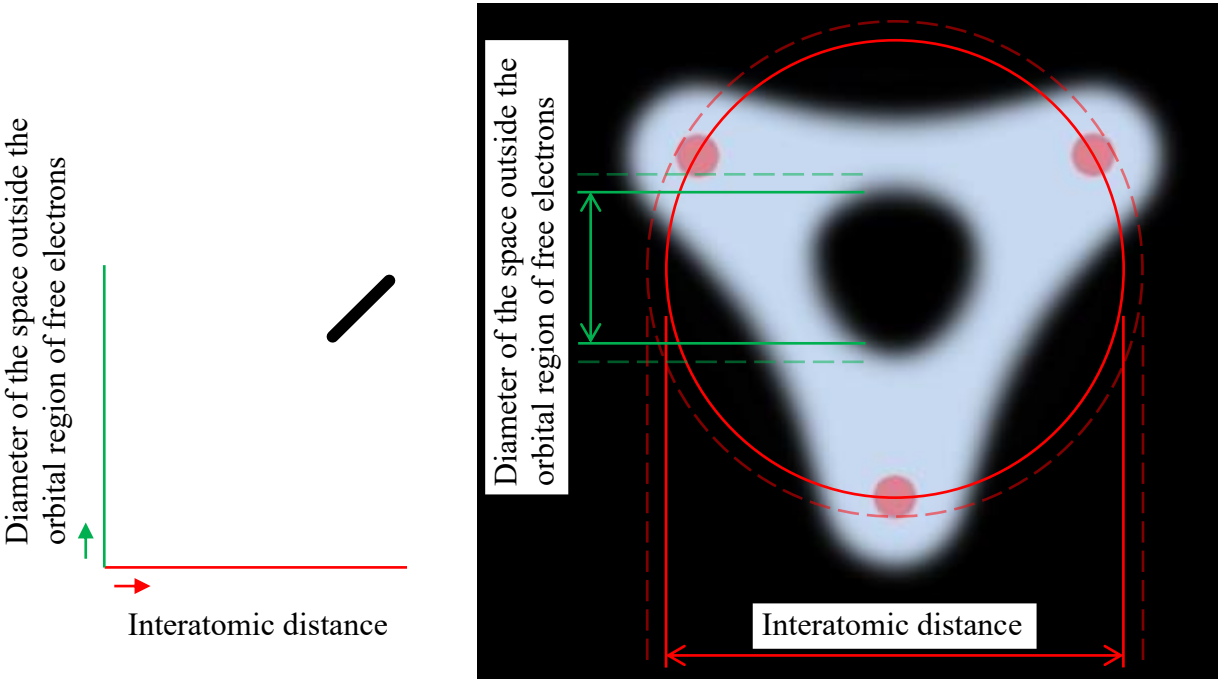 Diameter of the space outside the
orbital region of free electrons
Interatomic distance
Diameter of the space outside the
orbital region of free electrons
Interatomic distance